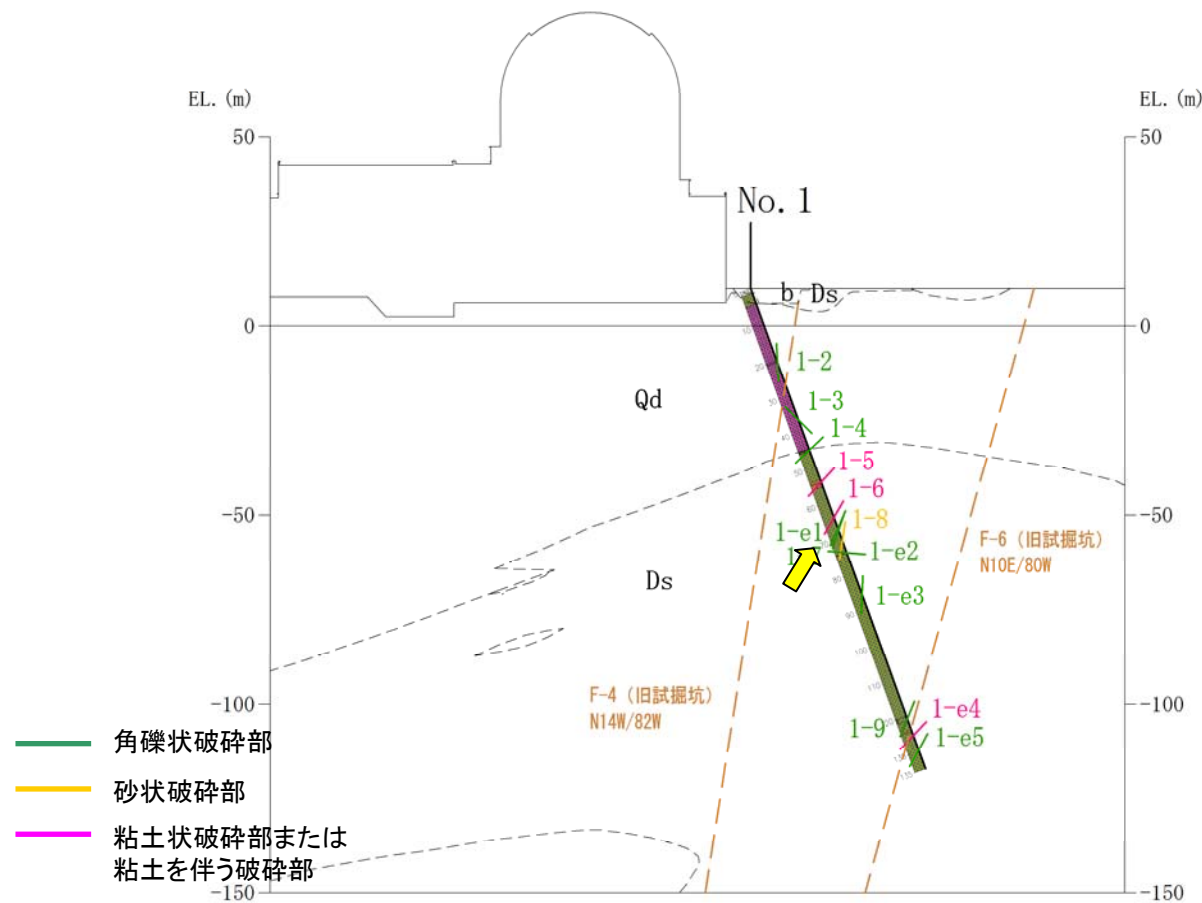 EL. (m)
EL. (m)
50
50
No. 1
b Ds
0
0
1-2
Qd
1-3
1-4
1-5
1-6
-50
-50
1-8
1-e1
F-6 (旧試掘坑)
N10E/80W
1-e2
Ds
1-e3
F-4 (旧試掘坑)
N14W/82W
-100
-100
1-9
1-e4
1-e5
角礫状破砕部
砂状破砕部
粘土状破砕部または
粘土を伴う破砕部
-150
-150